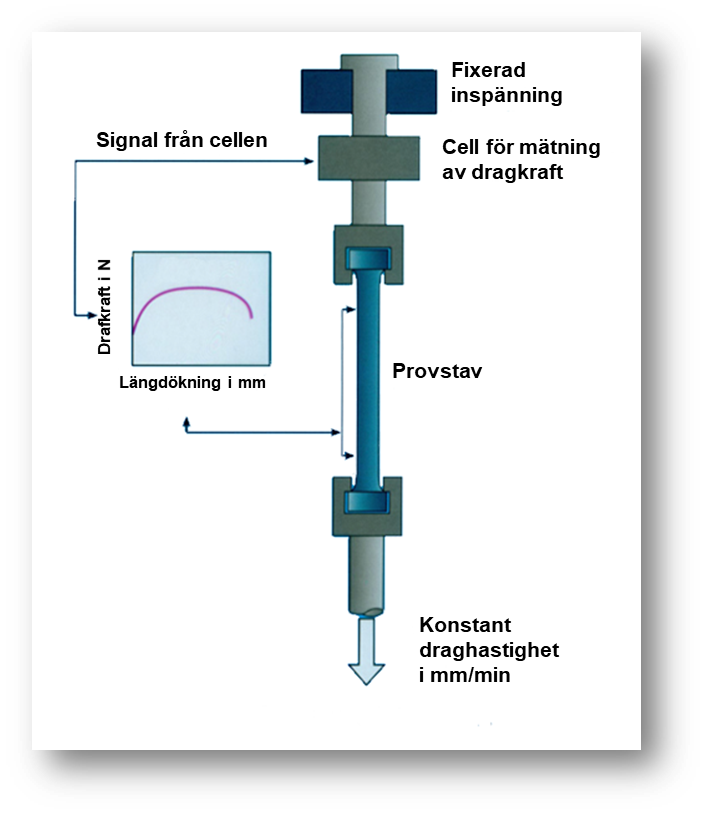 Fixerad
inspänning
Signal från cellen
Cell för mätning
av dragkraft
Drafkraft i N
Längdökning i mm
Provstav
Konstant
draghastighet
i mm/min